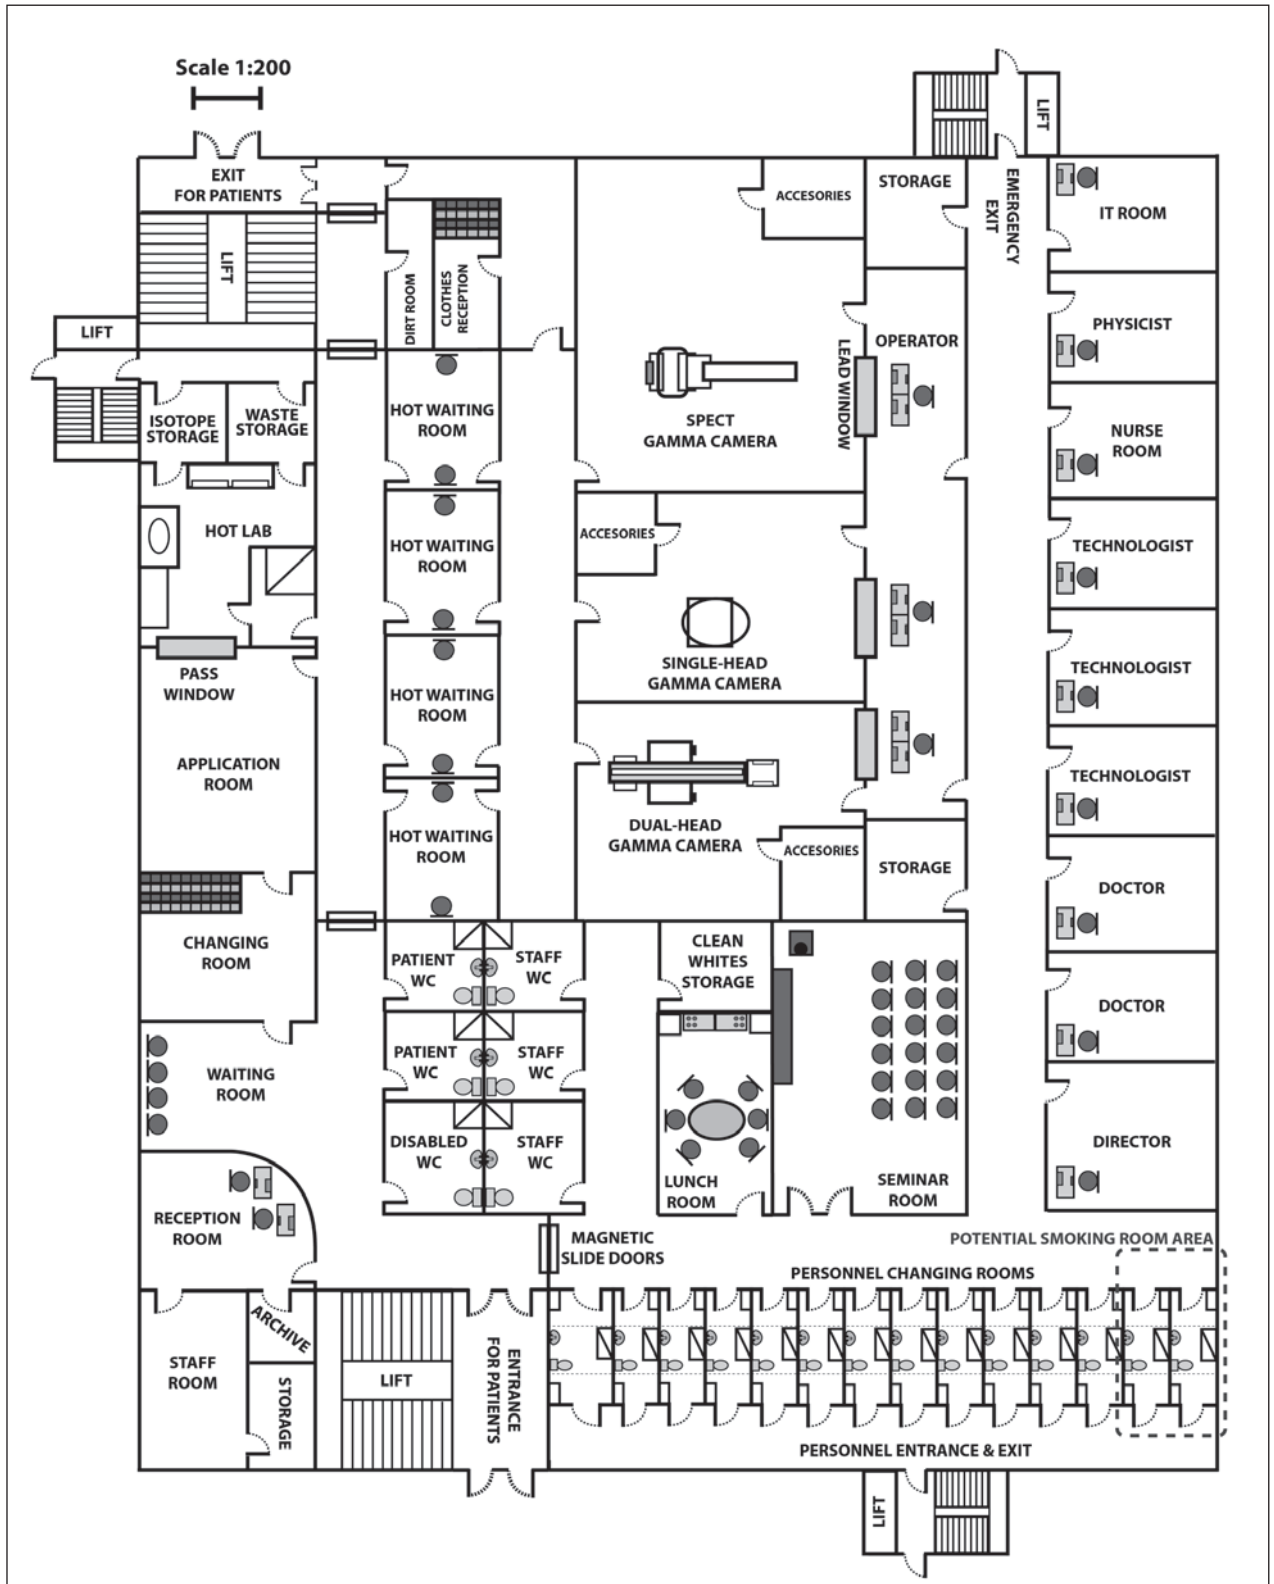 Scale 1:200
LIFT
EXIT
FOR PATIENTS
ACCESORIES
STORAGE
EMERGENCY
EXIT
IT ROOM
LIFT
DIRT ROOM
CLOTHES
RECEPTION
LIFT
OPERATOR
PHYSICIST
LEAD WINDOW
ISOTOPE
STORAGE
WASTE
STORAGE
HOT WAITING
ROOM
SPECT
GAMMA CAMERA
NURSE
ROOM
HOT LAB
HOT WAITING
ROOM
ACCESORIES
TECHNOLOGIST
PASS
WINDOW
HOT WAITING
ROOM
SINGLE-HEAD
GAMMA CAMERA
TECHNOLOGIST
APPLICATION
ROOM
TECHNOLOGIST
HOT WAITING
ROOM
DUAL-HEAD
GAMMA CAMERA
ACCESORIES
STORAGE
DOCTOR
CHANGING
ROOM
PATIENT
WC
STAFF
WC
CLEAN
WHITES
STORAGE
DOCTOR
WAITING
ROOM
PATIENT
WC
STAFF
WC
DISABLED
WC
STAFF
WC
LUNCH
ROOM
SEMINAR
ROOM
DIRECTOR
RECEPTION
ROOM
MAGNETIC
SLIDE DOORS
POTENTIAL SMOKING ROOM AREA
PERSONNEL CHANGING ROOMS
ARCHIVE
STAFF
ROOM
STORAGE
LIFT
ENTRANCE
FOR PATIENTS
PERSONNEL ENTRANCE & EXIT
LIFT